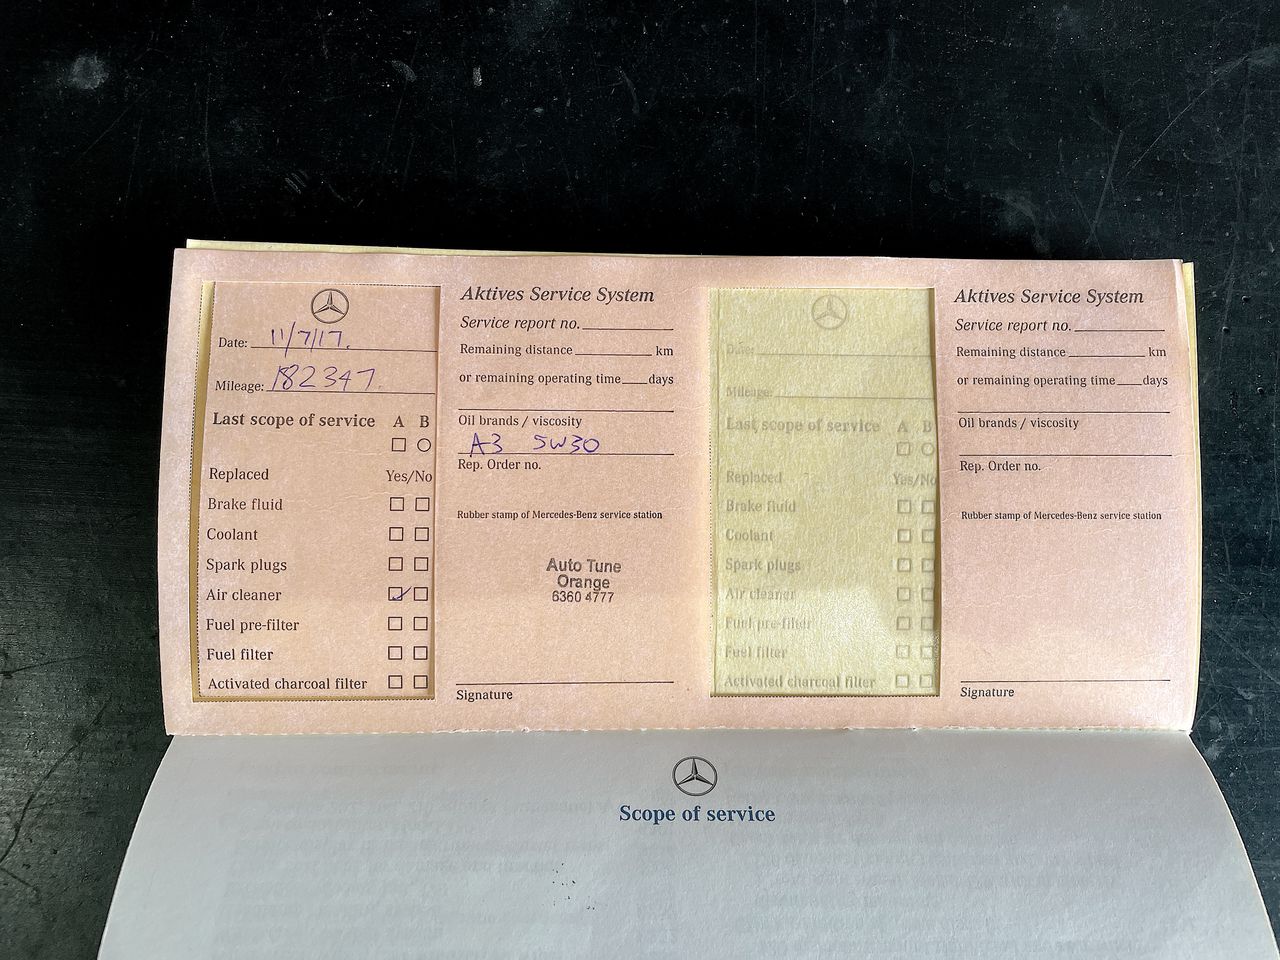 Date: 11/7/17.
Mileage: 182347.
Last scope of service A B
Replaced Yes/No
Brake fluid
Coolant
Spark plugs
Air cleaner
Fuel pre-filter
Fuel filter
Activated charcoal filter
Aktives Service System
Service report no.
Remaining distance km
or remaining operating time days
Oil brands / viscosity
A3 5W30
Rep. Order no.
Rubber stamp of Mercedes-Benz service station
Auto Tune
Orange
6360 4777
Signature
Date:
Mileage:
Last scope of service A B
Replaced Yes/No
Brake fluid
Coolant
Spark plugs
Air cleaner
Fuel pre-filter
Fuel filter
Activated charcoal filter
Aktives Service System
Service report no.
Remaining distance km
or remaining operating time days
Oil brands / viscosity
Rep. Order no.
Rubber stamp of Mercedes-Benz service station
Signature
Scope of service